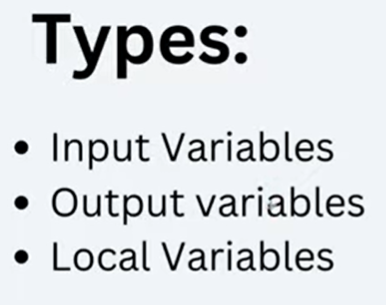 Types:
• Input Variables
• Output variables
• Local Variables